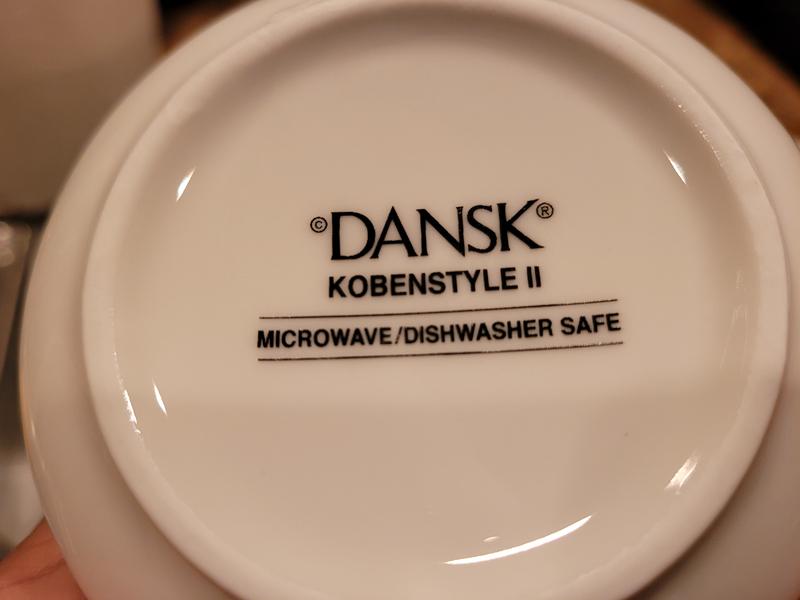 ©DANSK®
KOBENSTYLE II
MICROWAVE/DISHWASHER SAFE